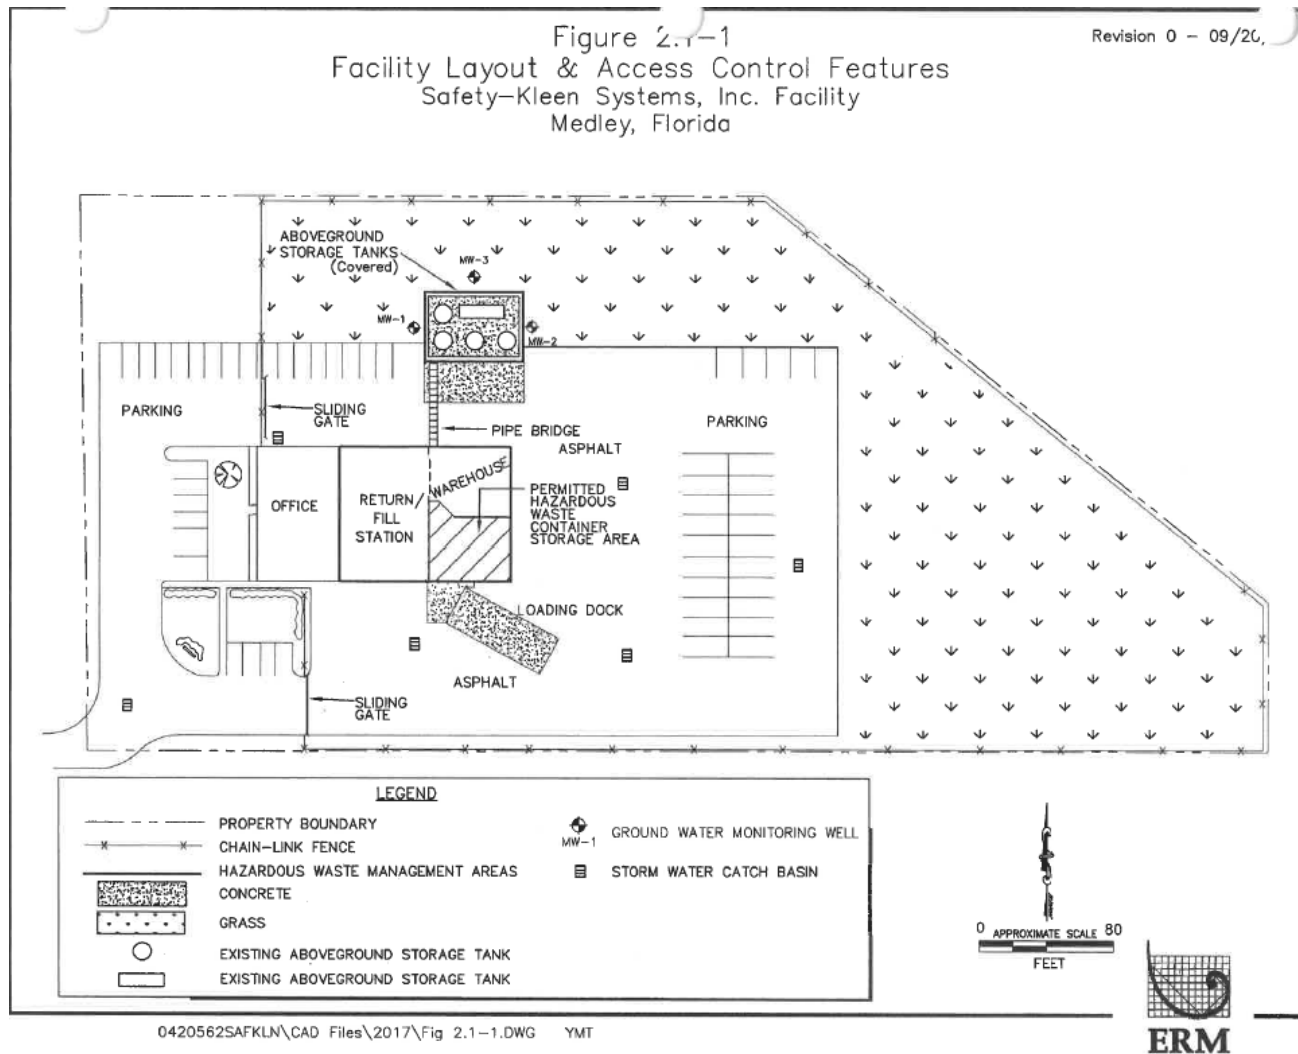 Revision 0 - 09/20
Figure 2.1-1
Facility Layout & Access Control Features
Safety-Kleen Systems, Inc. Facility
Medley, Florida
ABOVEGROUND
STORAGE TANKS
(Covered)
MW-3
MW-1
MW-2
PARKING
SLIDING
GATE
PIPE BRIDGE
ASPHALT
PARKING
OFFICE
RETURN/
FILL
STATION
WAREHOUSE
PERMITTED
HAZARDOUS
WASTE
CONTAINER
STORAGE AREA
LOADING DOCK
ASPHALT
SLIDING
GATE
LEGEND
PROPERTY BOUNDARY
CHAIN-LINK FENCE
HAZARDOUS WASTE MANAGEMENT AREAS
CONCRETE
GRASS
EXISTING ABOVEGROUND STORAGE TANK
EXISTING ABOVEGROUND STORAGE TANK
MW-1
GROUND WATER MONITORING WELL
STORM WATER CATCH BASIN
0 APPROXIMATE SCALE 80
FEET
ERM
0420562SAFKLN\CAD Files\2017\Fig 2.1-1.DWG YMT